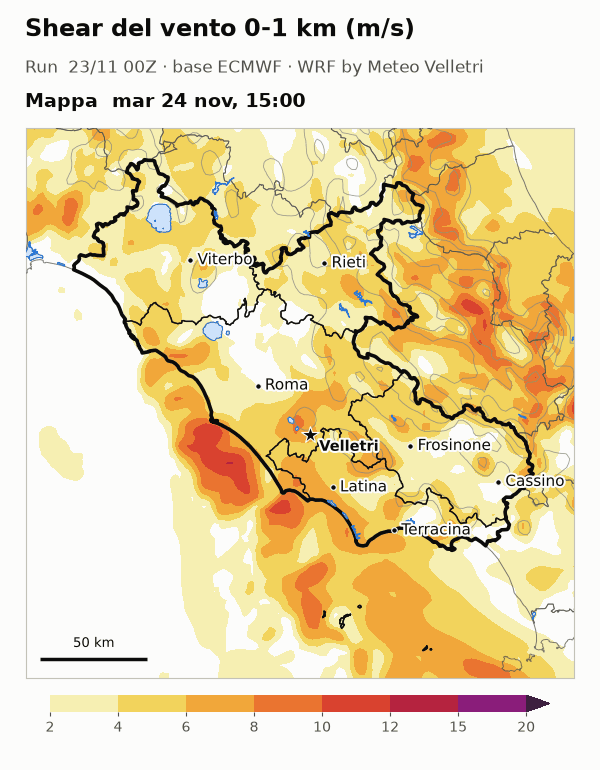 Shear del vento 0-1 km (m/s)
Run  23/11 00Z · base ECMWF · WRF by Meteo Velletri
Mappa  mar 24 nov, 15:00
Viterbo
Rieti
Roma
Velletri
Frosinone
Cassino
Latina
Terracina
50 km
2 4 6 8 10 12 15 20